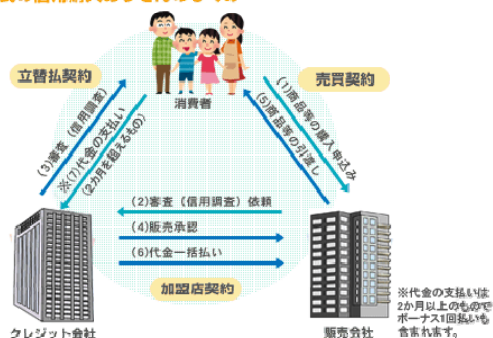 立替払契約
売買契約
消費者
(3)審査（信用調査）
※(7)代金の支払い
(2カ月を超えるもの)
(1)商品等の購入申込み
(5)商品等の引渡し
(2)審査（信用調査）依頼
(4)販売承認
(6)代金一括払い
加盟店契約
クレジット会社
販売会社
※代金の支払いは
2か月以上のもので
ボーナス1回払いも
含まれます。